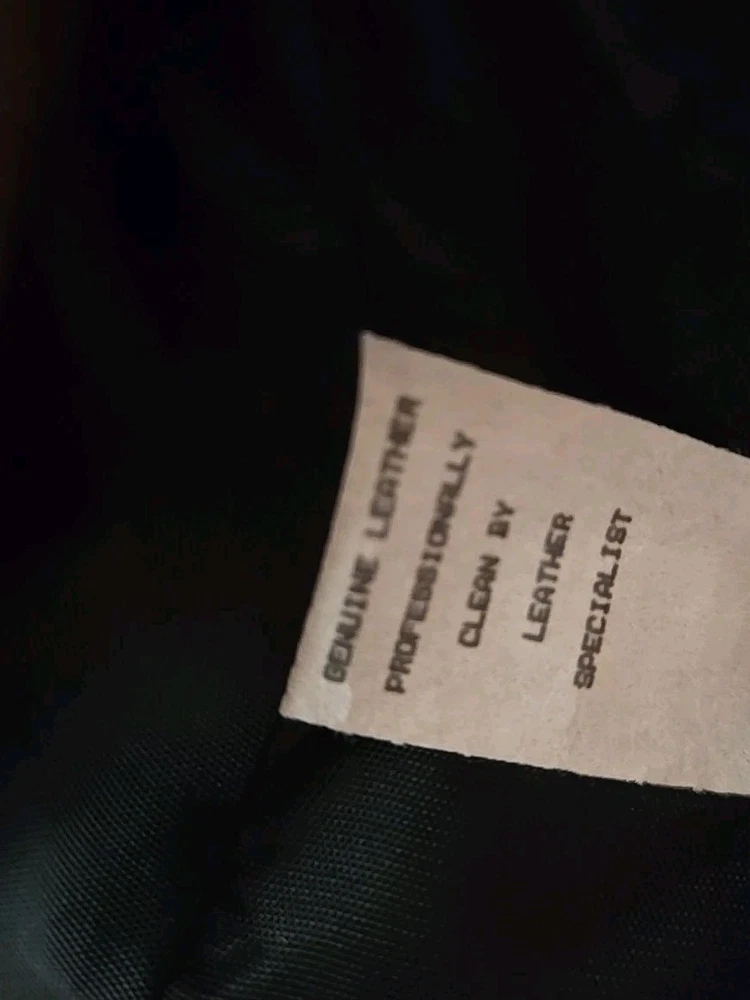 GENUINE LEATHER
PROFESSIONALLY
CLEAN BY
LEATHER
SPECIALIST